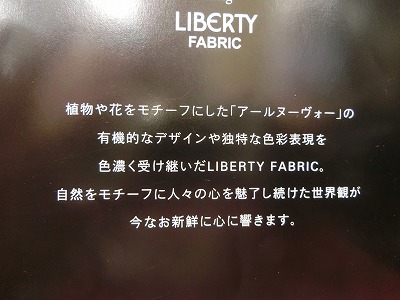 LIBERTY
FABRIC
植物や花をモチーフにした「アールヌーヴォー」の
有機的なデザインや独特な色彩表現を
色濃く受け継いだLIBERTY FABRIC。
自然をモチーフに人々の心を魅了し続けた世界観が
今なお新鮮に心に響きます。